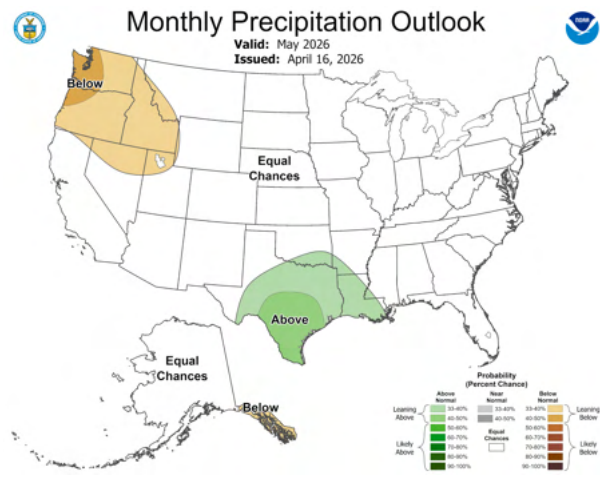 Monthly Precipitation Outlook
Valid: May 2026
Issued: April 16, 2026
NOAA
Below
Equal
Chances
Above
Equal
Chances
Below
Probability
(Percent Chance)
Above
Normal
Near
Normal
Below
Normal
Leaning
Above
33-40%
40-50%
33-40%
40-50%
33-40%
40-50%
Leaning
Below
Likely
Above
50-60%
60-70%
70-80%
80-90%
90-100%
Equal
Chances
50-60%
60-70%
70-80%
80-90%
90-100%
Likely
Below